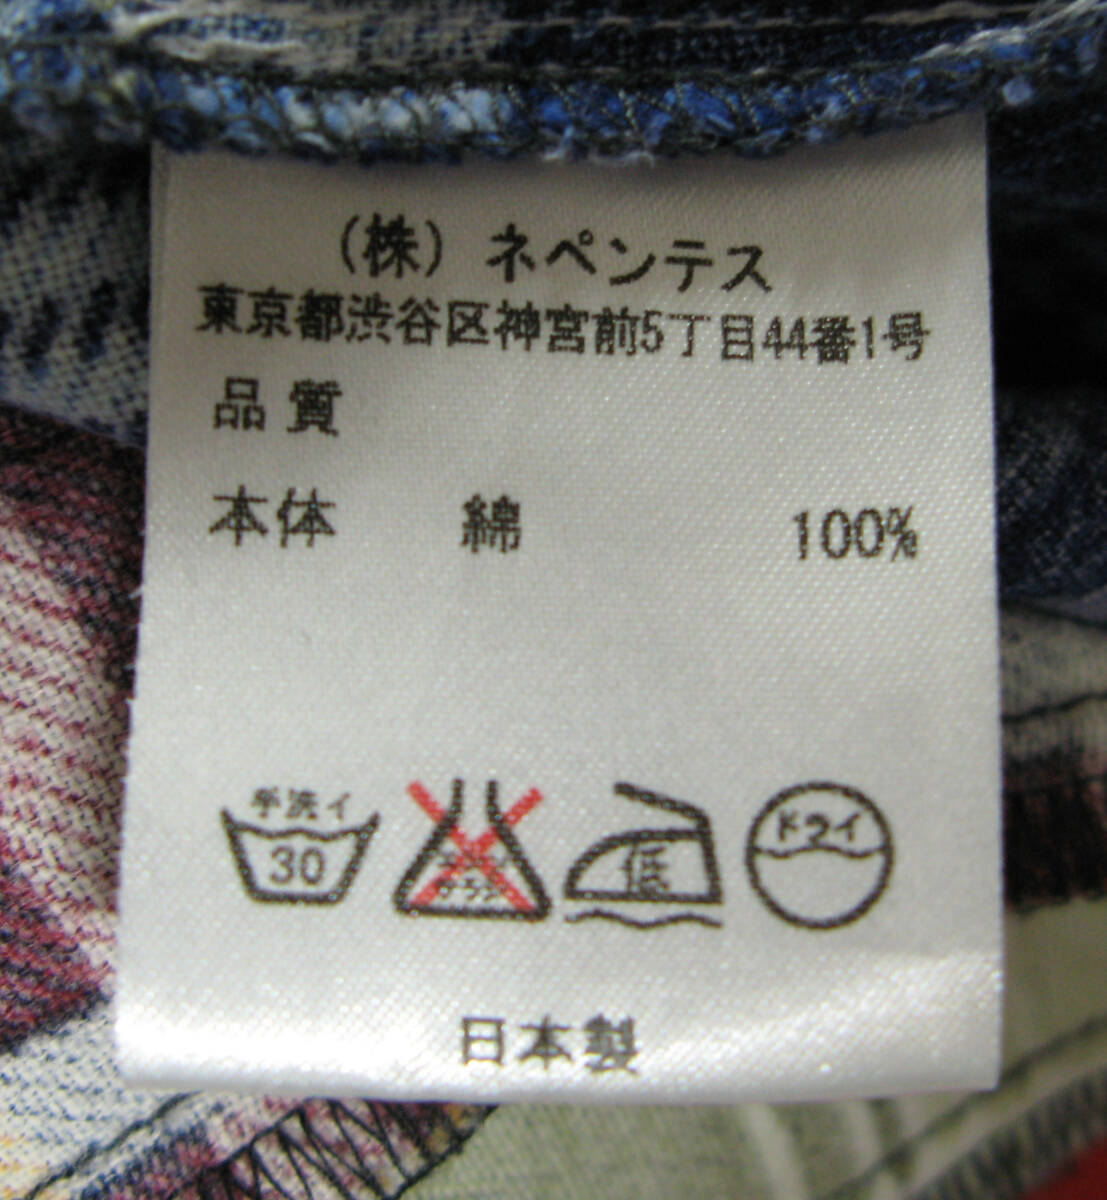 （株）ネペンテス
東京都渋谷区神宮前5丁目44番1号
品質
本体 綿 100%
手洗イ
30
低
ドライ
日本製